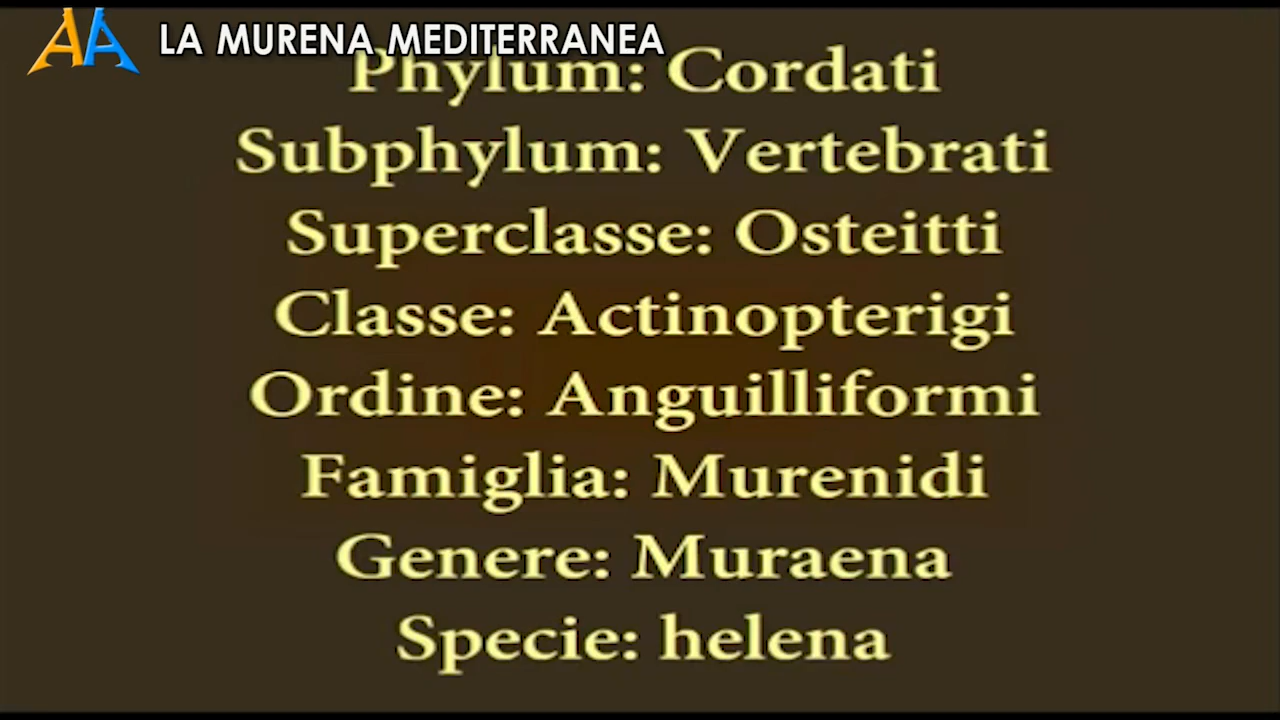 AA LA MURENA MEDITERRANEA
Phylum: Cordati
Subphylum: Vertebrati
Superclasse: Osteitti
Classe: Actinopterigi
Ordine: Anguilliformi
Famiglia: Murenidi
Genere: Muraena
Specie: helena